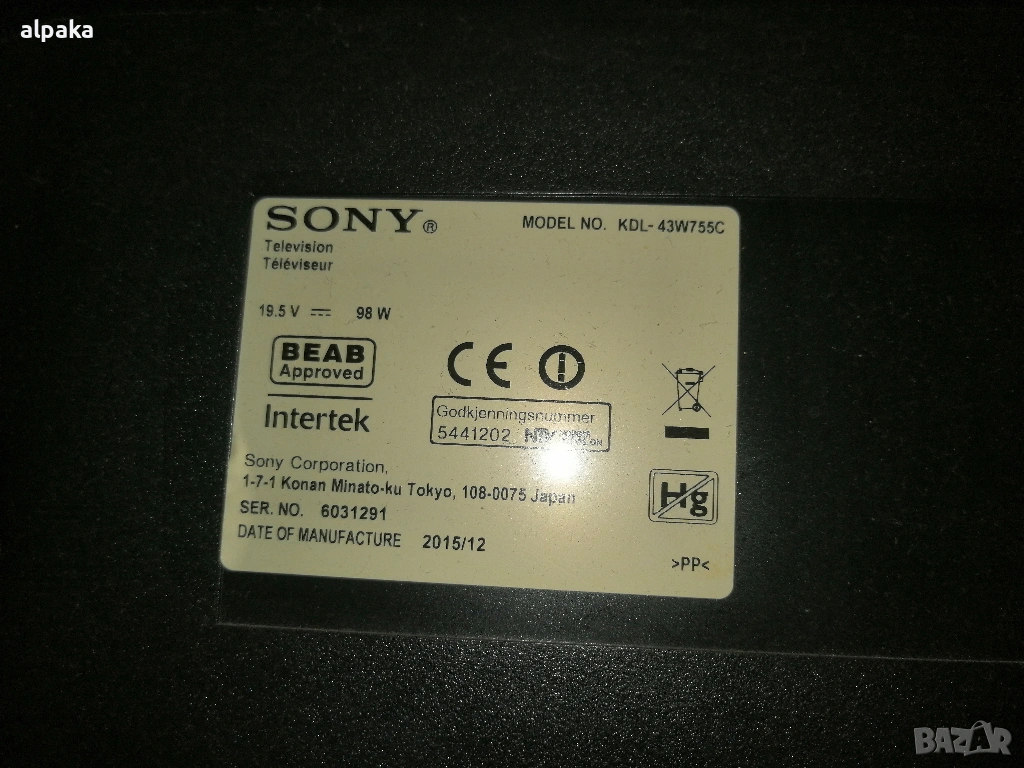 alpaka
SONY®
MODEL NO. KDL-43W755C
Television
Téléviseur
19.5 V 98 W
BEAB
Approved
Intertek
CE
Godkjenningsnummer
5441202
Sony Corporation,
1-7-1 Konan Minato-ku Tokyo, 108-0075 Japan
Hg
SER. NO. 6031291
DATE OF MANUFACTURE 2015/12
>PP<
BAZAR